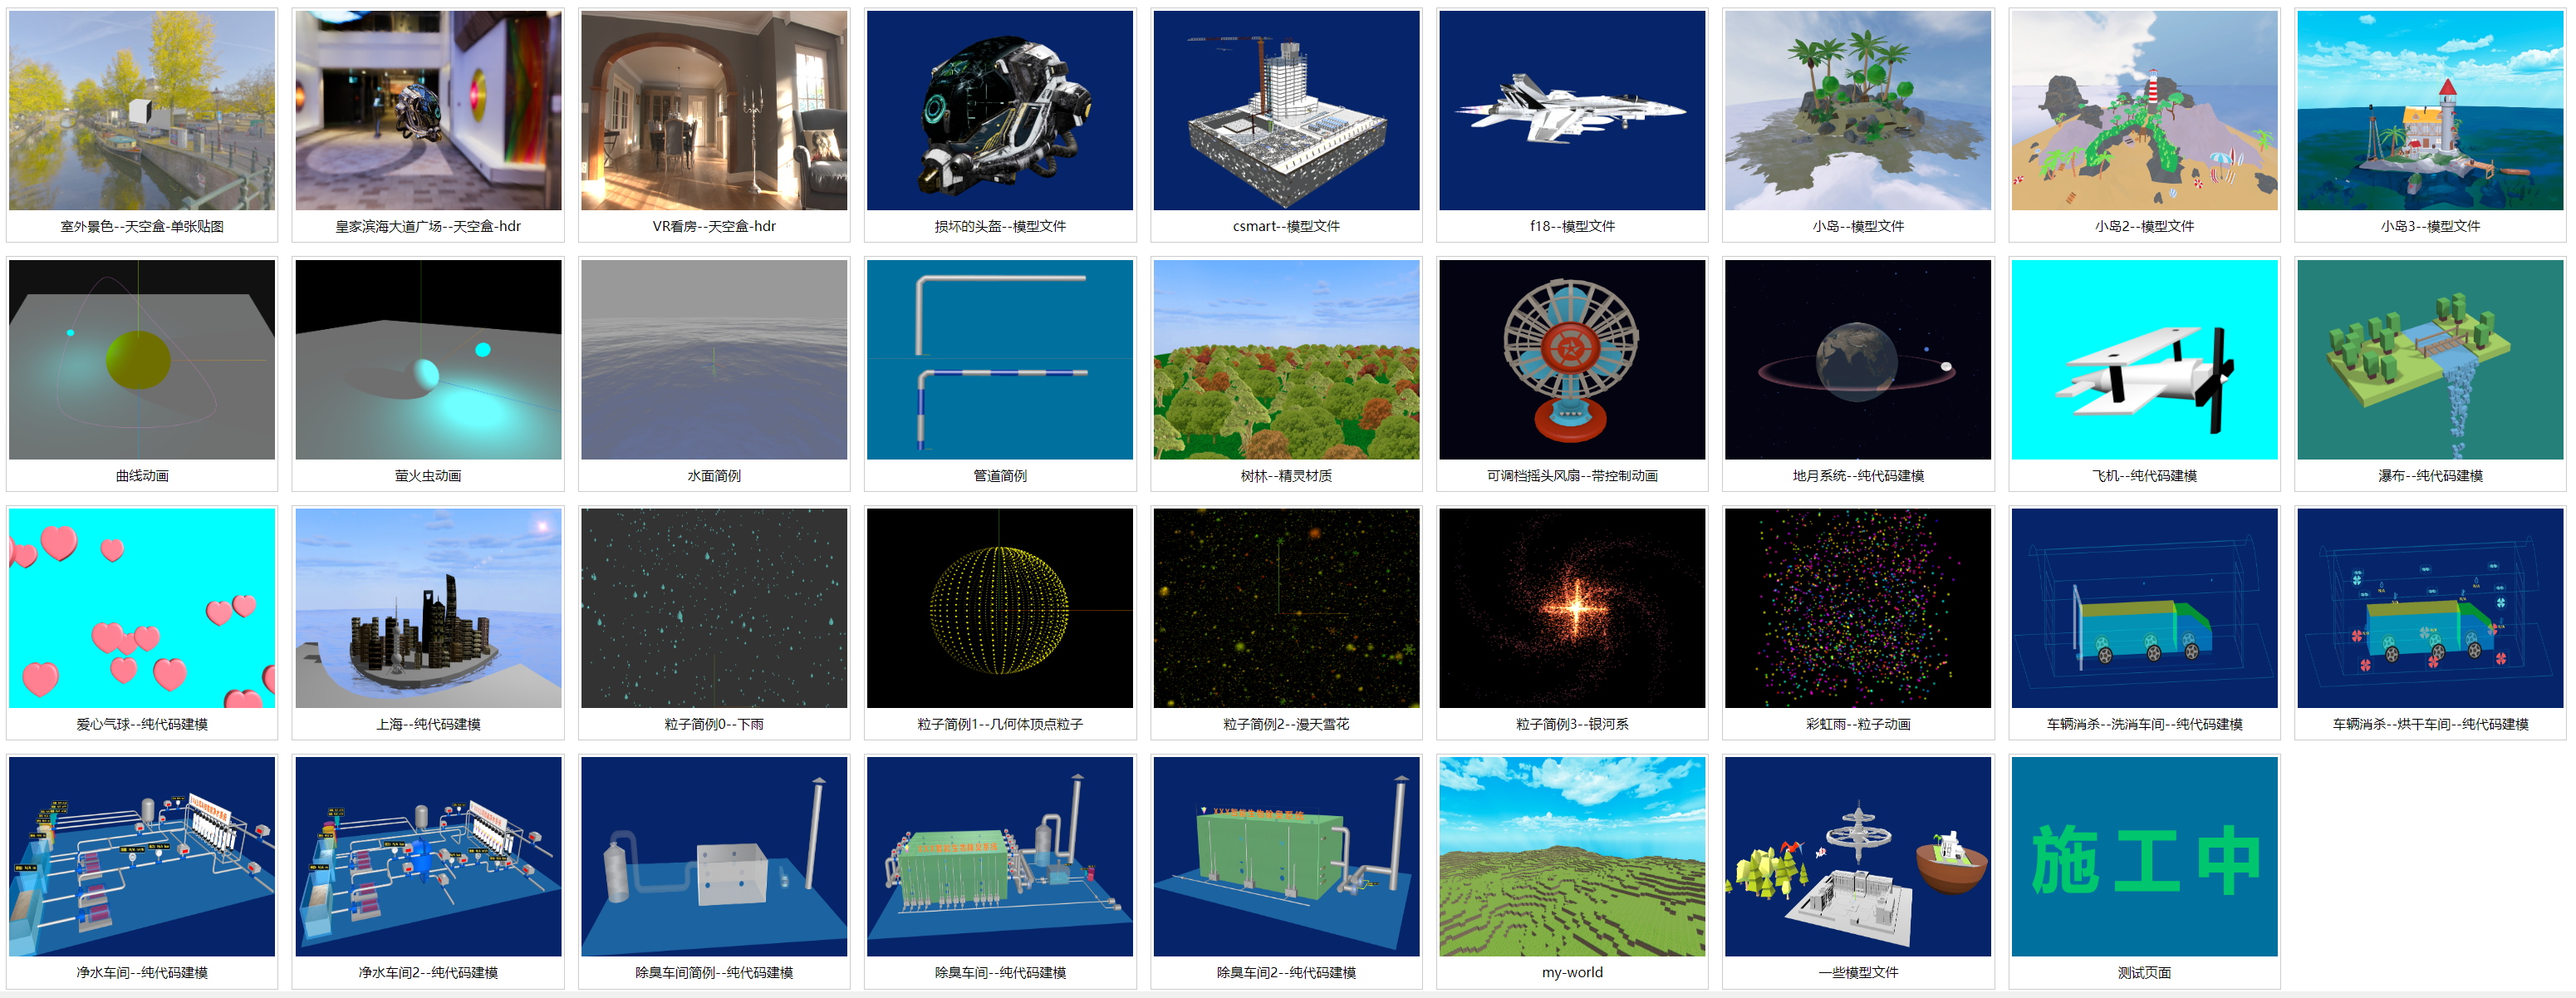 室外景色--天空盒-单张贴图
皇家滨海大道广场--天空盒-hdr
VR看房--天空盒-hdr
损坏的头盔--模型文件
csmart--模型文件
f18--模型文件
小岛--模型文件
小岛2--模型文件
小岛3--模型文件
曲线动画
萤火虫动画
水面简例
管道简例
树林--精灵材质
可调档摇头风扇--带控制动画
地月系统--纯代码建模
飞机--纯代码建模
瀑布--纯代码建模
爱心气球--纯代码建模
上海--纯代码建模
粒子简例0--下雨
粒子简例1--几何体顶点粒子
粒子简例2--漫天雪花
粒子简例3--银河系
彩虹雨--粒子动画
车辆消杀--洗消车间--纯代码建模
车辆消杀--烘干车间--纯代码建模
施工中
净水车间--纯代码建模
净水车间2--纯代码建模
除臭车间简例--纯代码建模
除臭车间--纯代码建模
除臭车间2--纯代码建模
my-world
一些模型文件
测试页面